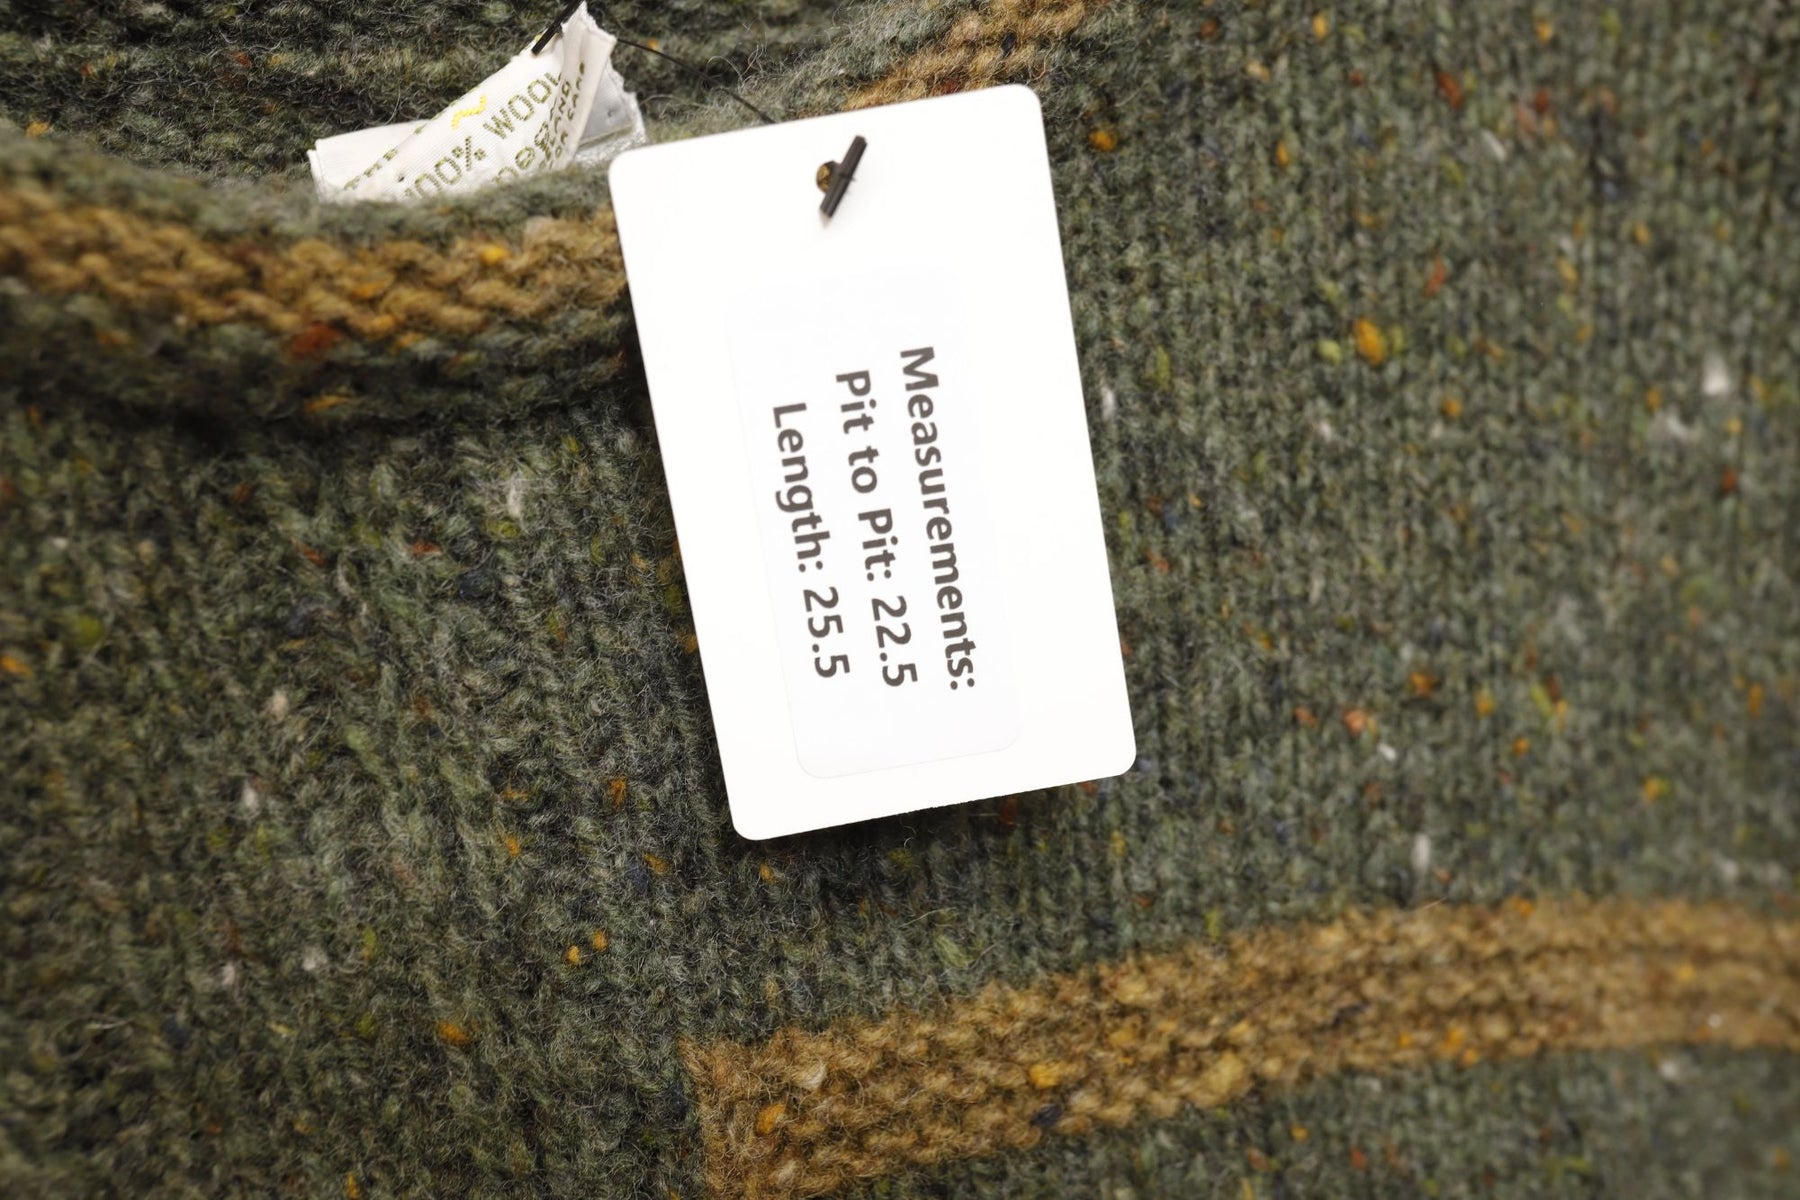 100% WOOL
Measurements:
Pit to Pit: 22.5
Length: 25.5